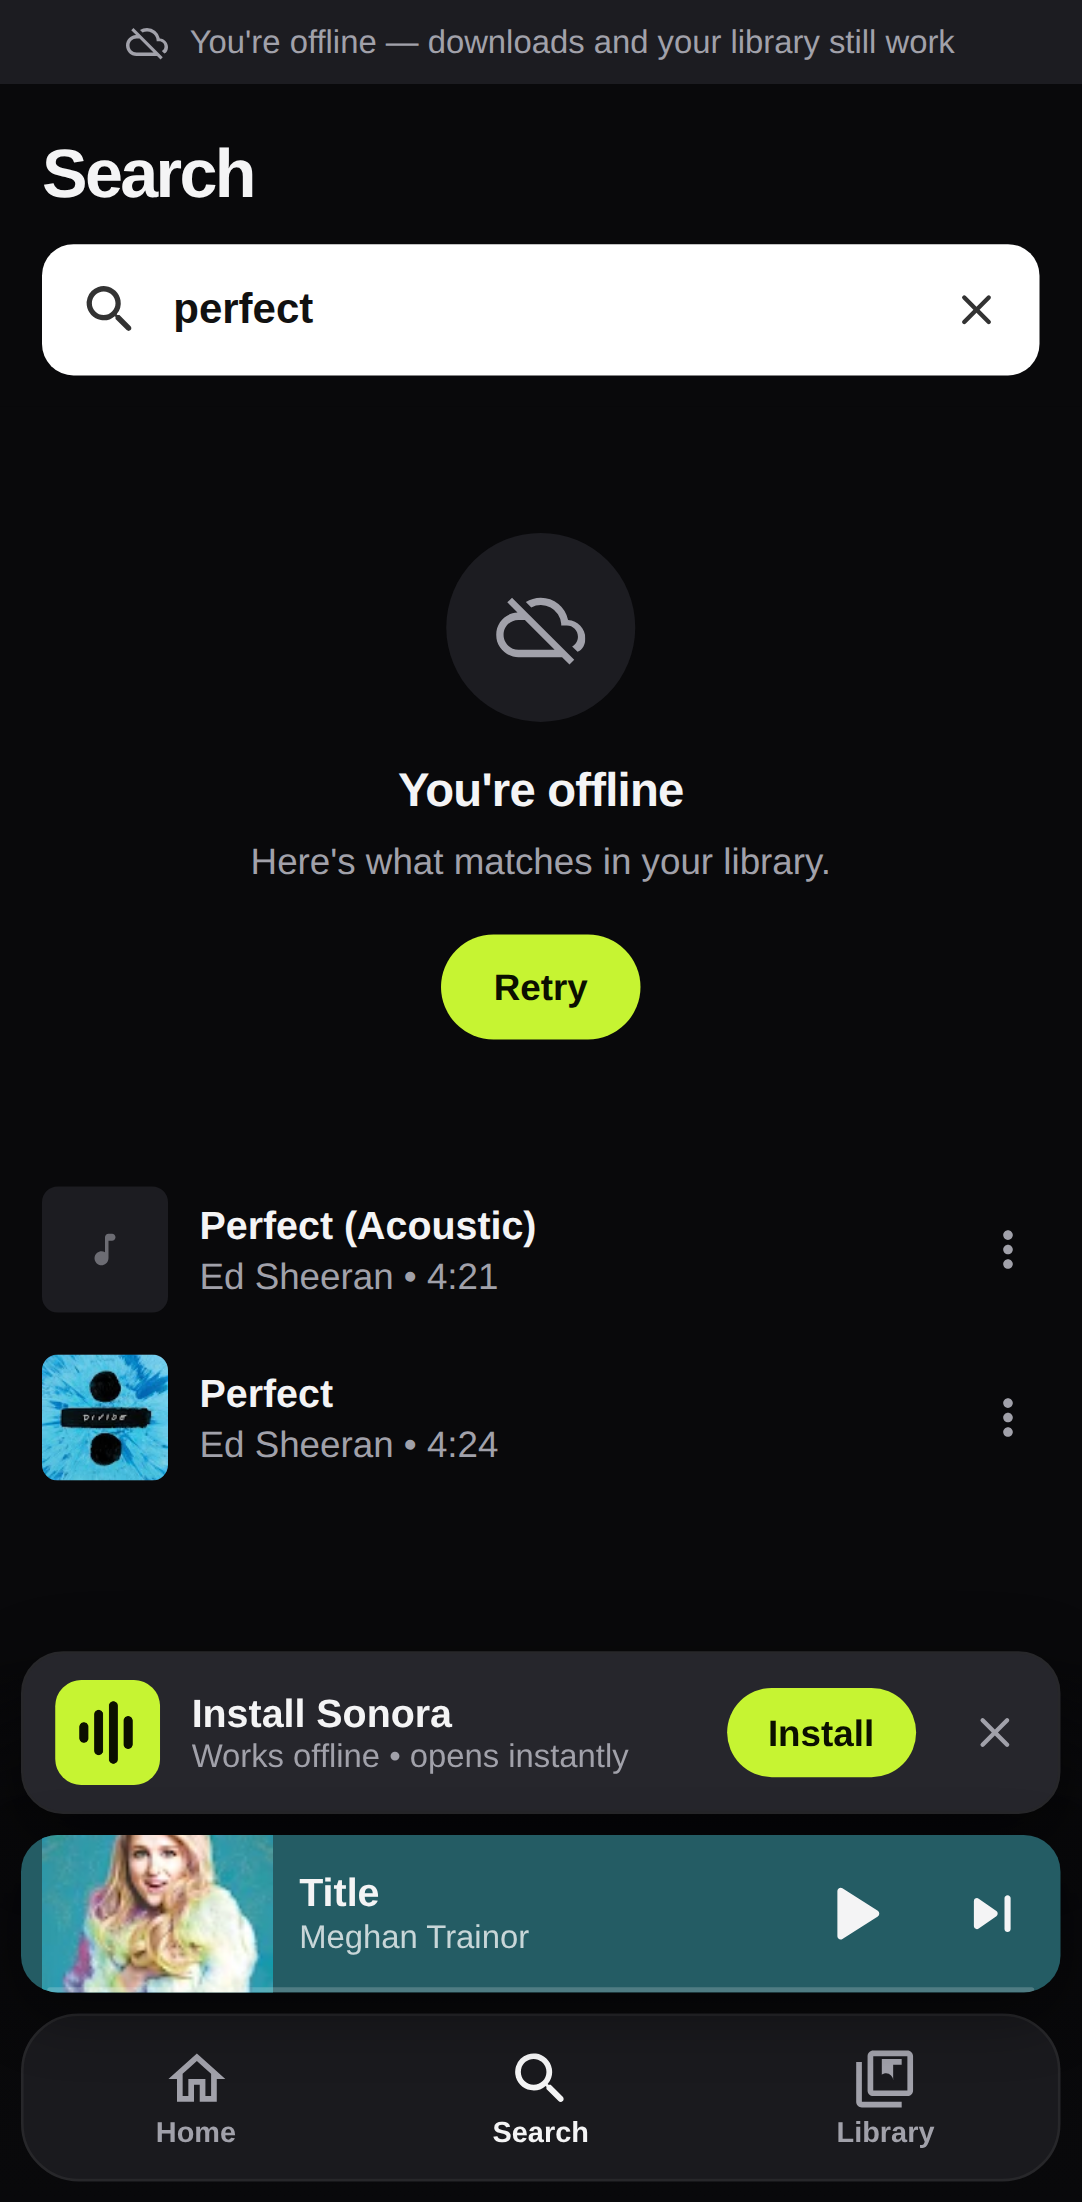 You're offline — downloads and your library still work
Search
perfect
You're offline
Here's what matches in your library.
Retry
Perfect (Acoustic)
Ed Sheeran • 4:21
DIVIDE
Perfect
Ed Sheeran • 4:24
Install Sonora
Works offline • opens instantly
Install
Title
Meghan Trainor
Home
Search
Library